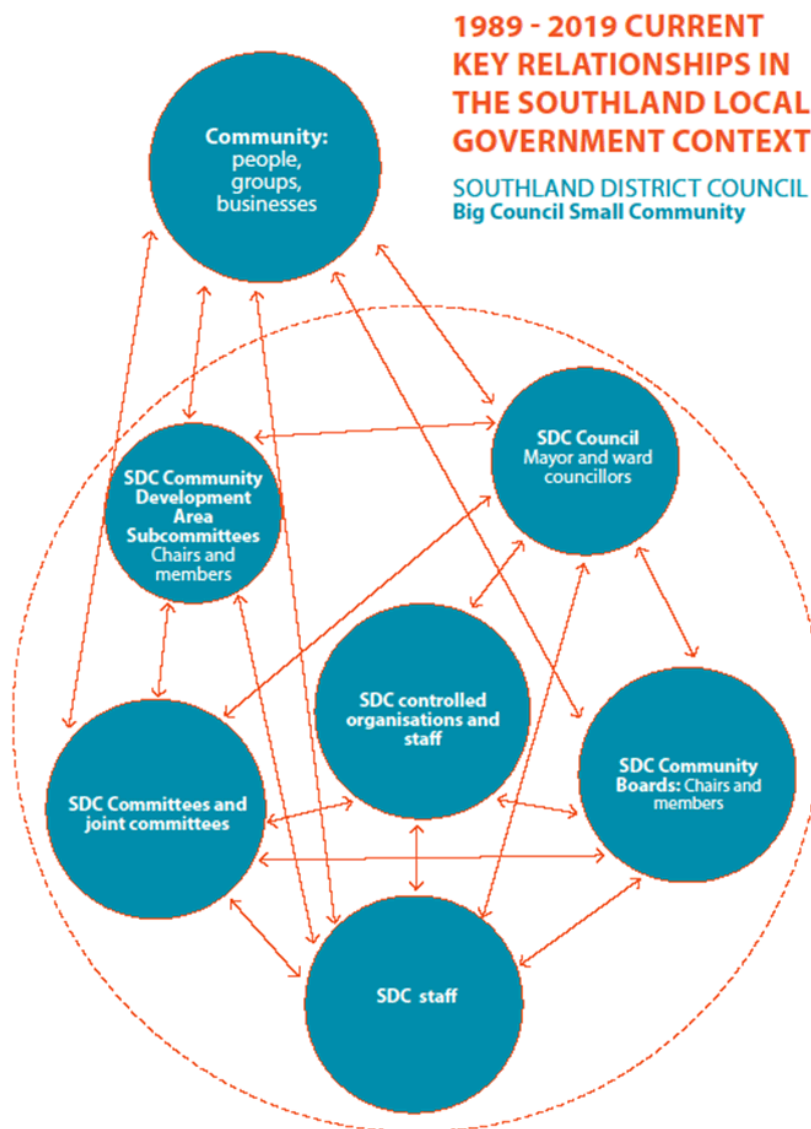 1989 - 2019 CURRENT
KEY RELATIONSHIPS IN
THE SOUTHLAND LOCAL
GOVERNMENT CONTEXT
SOUTHLAND DISTRICT COUNCIL
Big Council Small Community
Community:
people,
groups,
businesses
SDC Council
Mayor and ward
councillors
SDC Community
Development
Area
Subcommittees
Chairs and
members
SDC controlled
organisations and
staff
SDC Community
Boards: Chairs and
members
SDC Committees and
joint committees
SDC staff